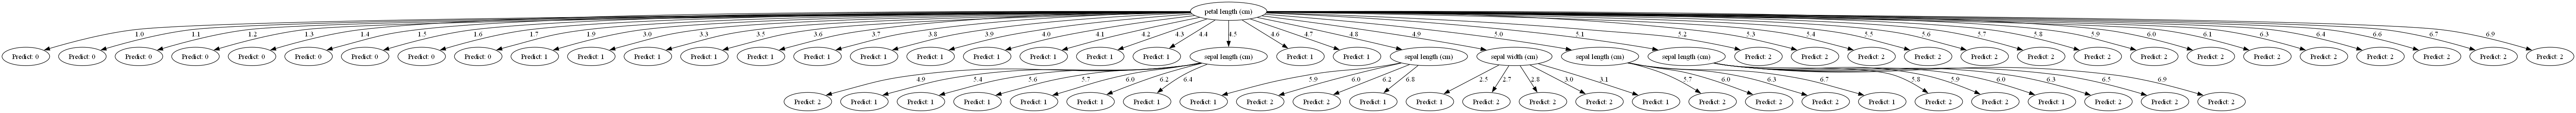 petal length (cm)
1.0 1.1 1.2 1.3 1.4 1.5 1.6 1.7 1.9 3.0 3.3 3.5 3.6 3.7 3.8 3.9 4.0 4.1 4.2 4.3 4.4 4.5 4.6 4.7 4.8 4.9 5.0 5.1 5.2 5.3 5.4 5.5 5.6 5.7 5.8 5.9 6.0 6.1 6.3 6.4 6.6 6.7 6.9
Predict: 0 Predict: 0 Predict: 0 Predict: 0 Predict: 0 Predict: 0 Predict: 0 Predict: 0 Predict: 0 Predict: 1 Predict: 1 Predict: 1 Predict: 1 Predict: 1 Predict: 1 Predict: 1 Predict: 1 Predict: 1 Predict: 1 Predict: 1 Predict: 1 sepal length (cm) Predict: 1 Predict: 1 sepal length (cm) sepal width (cm) sepal length (cm) sepal length (cm) Predict: 2 Predict: 2 Predict: 2 Predict: 2 Predict: 2 Predict: 2 Predict: 2 Predict: 2 Predict: 2 Predict: 2 Predict: 2 Predict: 2 Predict: 2 Predict: 2 Predict: 2
4.9 5.4 5.6 5.7 6.0 6.2 6.4 5.9 6.0 6.2 6.8 2.5 2.7 2.8 3.0 3.1 5.7 6.0 6.3 6.7 5.8 5.9 6.0 6.3 6.5 6.9
Predict: 2 Predict: 1 Predict: 1 Predict: 1 Predict: 1 Predict: 1 Predict: 1 Predict: 1 Predict: 2 Predict: 2 Predict: 1 Predict: 1 Predict: 2 Predict: 2 Predict: 2 Predict: 1 Predict: 2 Predict: 2 Predict: 2 Predict: 1 Predict: 2 Predict: 2 Predict: 1 Predict: 2 Predict: 2 Predict: 2